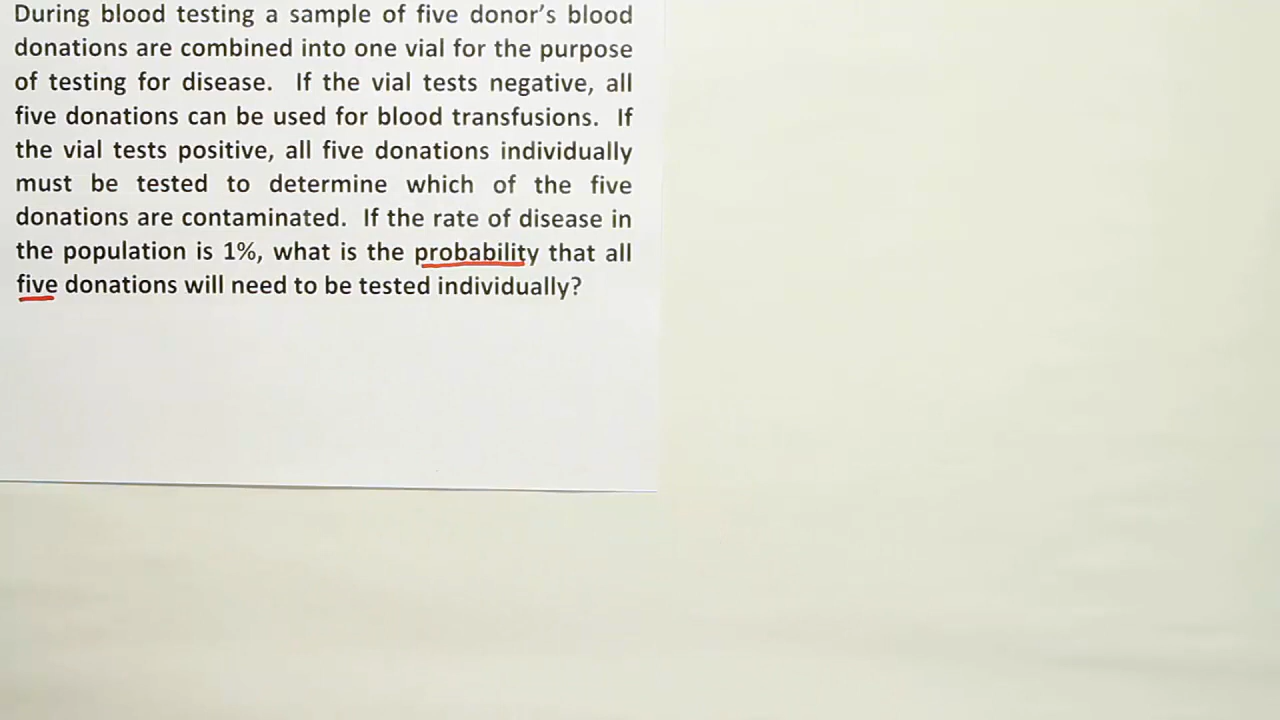 During blood testing a sample of five donor's blood
donations are combined into one vial for the purpose
of testing for disease. If the vial tests negative, all
five donations can be used for blood transfusions. If
the vial tests positive, all five donations individually
must be tested to determine which of the five
donations are contaminated. If the rate of disease in
the population is 1%, what is the probability that all
five donations will need to be tested individually?